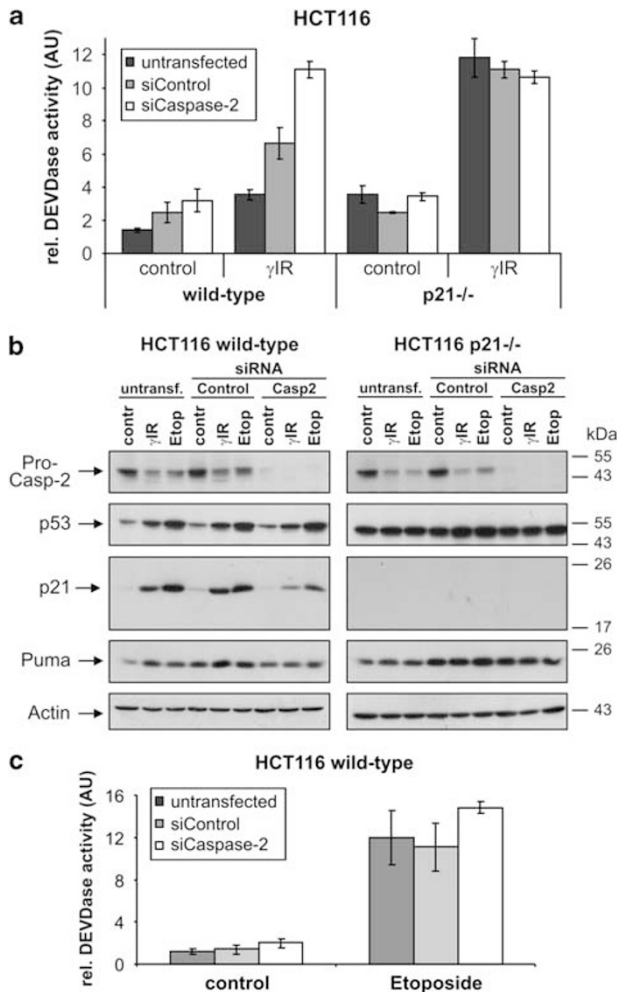 a
HCT116
rel. DEVDase activity (AU)
12
10
8
6
4
2
0
untransfected
siControl
siCaspase-2
control γIR control γIR
wild-type p21-/-
b
HCT116 wild-type HCT116 p21-/-
siRNA siRNA
untransf. Control Casp2 untransf. Control Casp2
contr γIR Etop contr γIR Etop contr γIR Etop contr γIR Etop contr γIR Etop contr γIR Etop
kDa
Pro-
Casp-2
55
43
p53
55
43
p21
26
17
Puma
26
Actin
43
c
HCT116 wild-type
rel. DEVDase activity (AU)
16
12
8
4
0
untransfected
siControl
siCaspase-2
control Etoposide